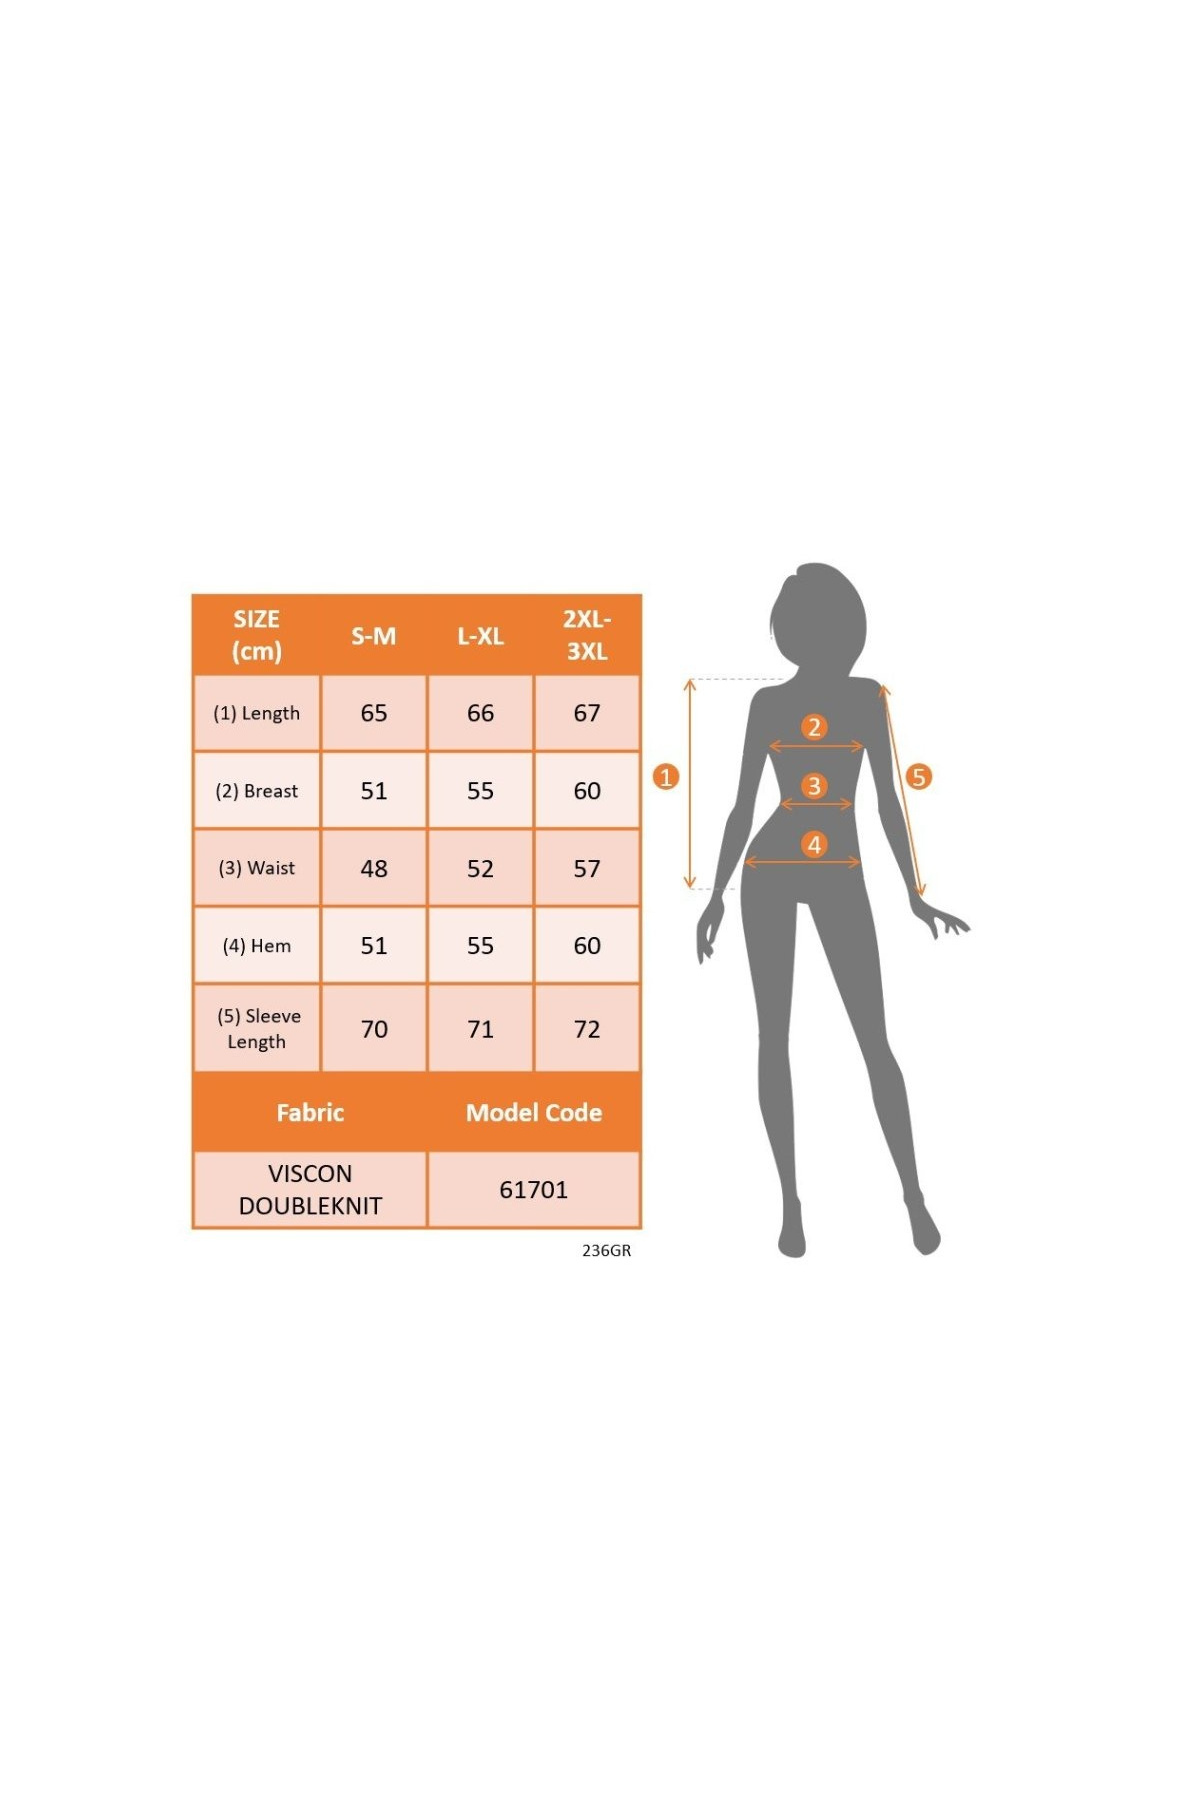 SIZE
(cm)
S-M
L-XL
2XL-
3XL
(1) Length
65
66
67
(2) Breast
51
55
60
(3) Waist
48
52
57
(4) Hem
51
55
60
(5) Sleeve
Length
70
71
72
Fabric
Model Code
VISCON
DOUBLEKNIT
61701
236GR
1
2
3
4
5